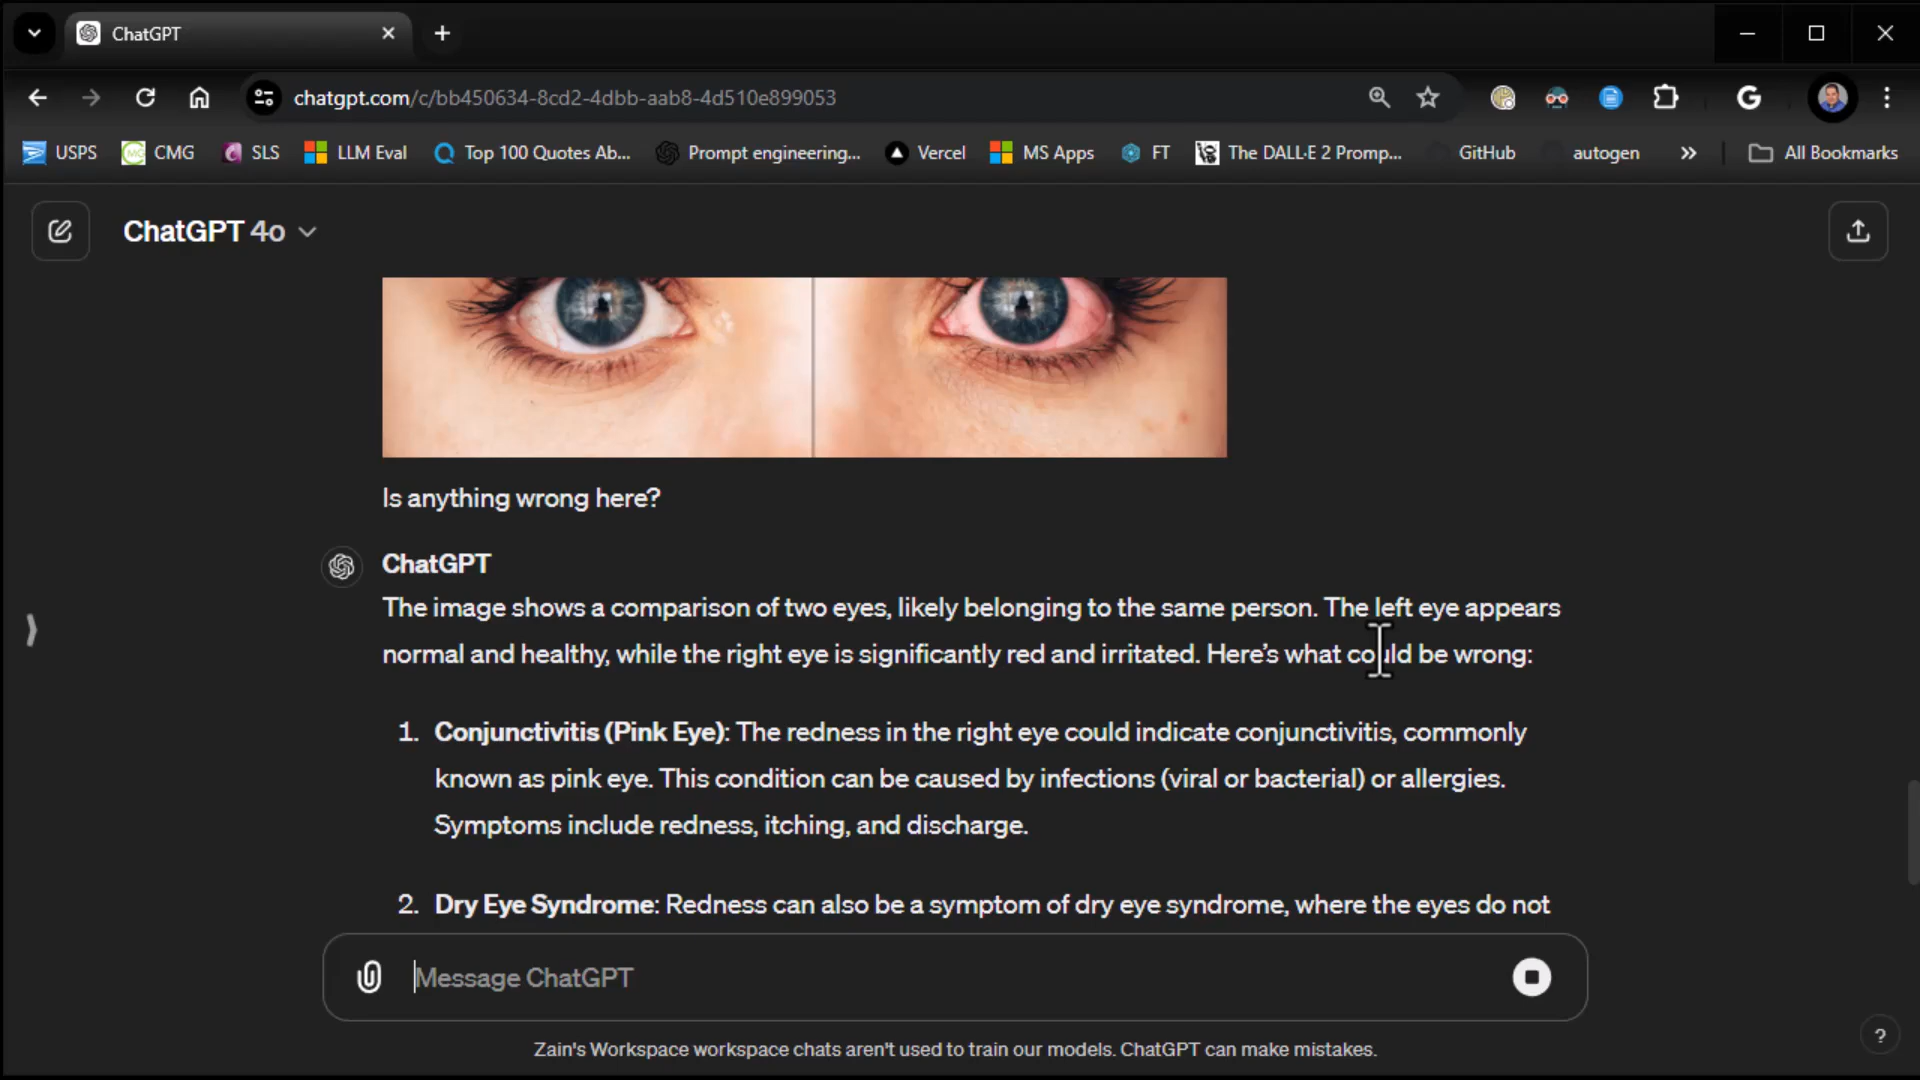 ChatGPT
chatgpt.com/c/bb450634-8cd2-4dbb-aab8-4d510e899053
G
USPS CMG SLS LLM Eval Top 100 Quotes Ab... Prompt engineering... Vercel MS Apps FT The DALL·E 2 Promp... GitHub autogen » All Bookmarks
ChatGPT 4o
Is anything wrong here?
ChatGPT
The image shows a comparison of two eyes, likely belonging to the same person. The left eye appears
normal and healthy, while the right eye is significantly red and irritated. Here's what could be wrong:
1. Conjunctivitis (Pink Eye): The redness in the right eye could indicate conjunctivitis, commonly
known as pink eye. This condition can be caused by infections (viral or bacterial) or allergies.
Symptoms include redness, itching, and discharge.
2. Dry Eye Syndrome: Redness can also be a symptom of dry eye syndrome, where the eyes do not
Message ChatGPT
Zain's Workspace workspace chats aren't used to train our models. ChatGPT can make mistakes.
?